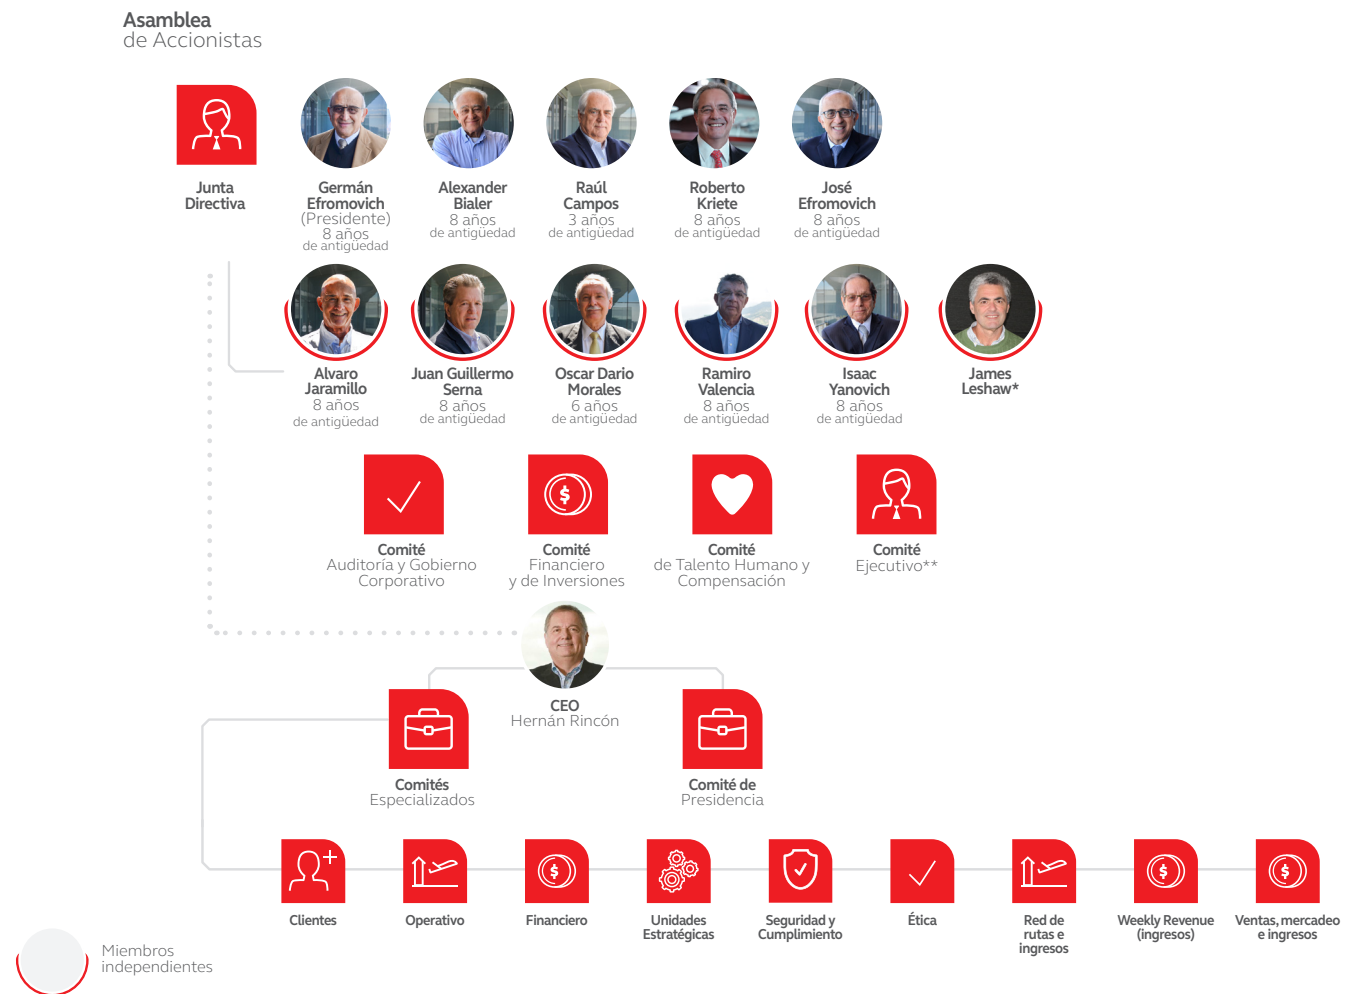 Asamblea
de Accionistas
Junta
Directiva
Germán
Efromovich
(Presidente)
8 años
de antigüedad
Alexander
Bialer
8 años
de antigüedad
Raúl
Campos
3 años
de antigüedad
Roberto
Kriete
8 años
de antigüedad
José
Efromovich
8 años
de antigüedad
Alvaro
Jaramillo
8 años
de antigüedad
Juan Guillermo
Serna
8 años
de antigüedad
Oscar Dario
Morales
6 años
de antigüedad
Ramiro
Valencia
8 años
de antigüedad
Isaac
Yanovich
8 años
de antigüedad
James
Leshaw*
Comité
Auditoría y Gobierno
Corporativo
$
Comité
Financiero
y de Inversiones
Comité
de Talento Humano y
Compensación
Comité
Ejecutivo**
CEO
Hernán Rincón
Comités
Especializados
Comité de
Presidencia
Clientes
Operativo
$
Financiero
Unidades
Estratégicas
Seguridad y
Cumplimiento
Ética
Red de
rutas e
ingresos
$
Weekly Revenue
(ingresos)
$
Ventas, mercadeo
e ingresos
Miembros
independientes